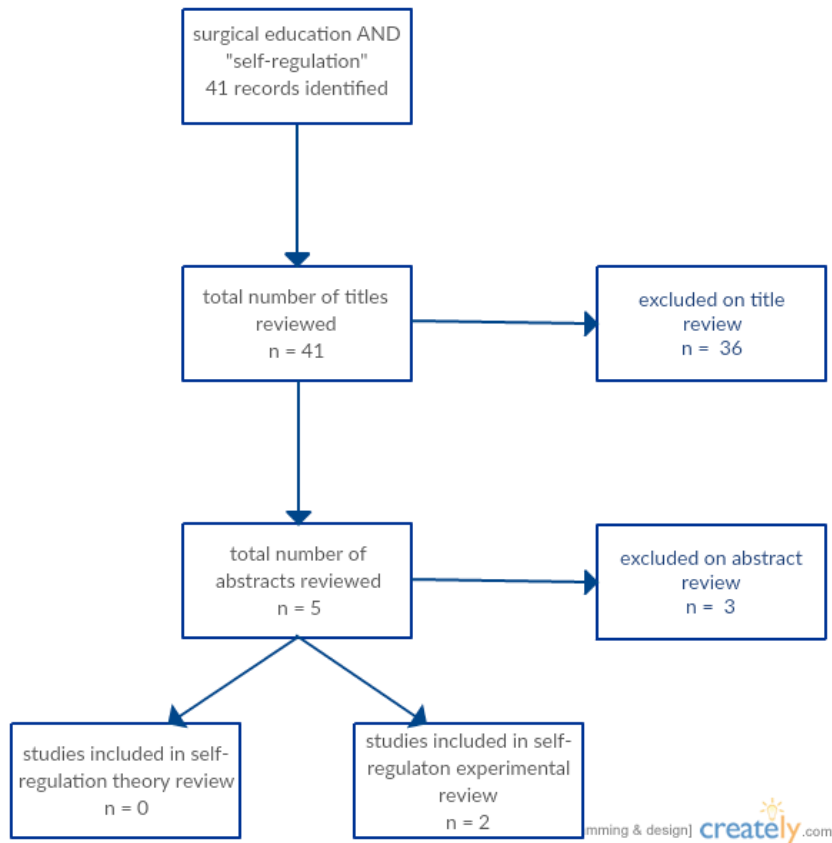 surgical education AND
"self-regulation"
41 records identified
total number of titles
reviewed
n = 41
excluded on title
review
n = 36
total number of
abstracts reviewed
n = 5
excluded on abstract
review
n = 3
studies included in self-
regulation theory review
n = 0
studies included in self-
regulaton experimental
review
n = 2
mming & design]
creately.com